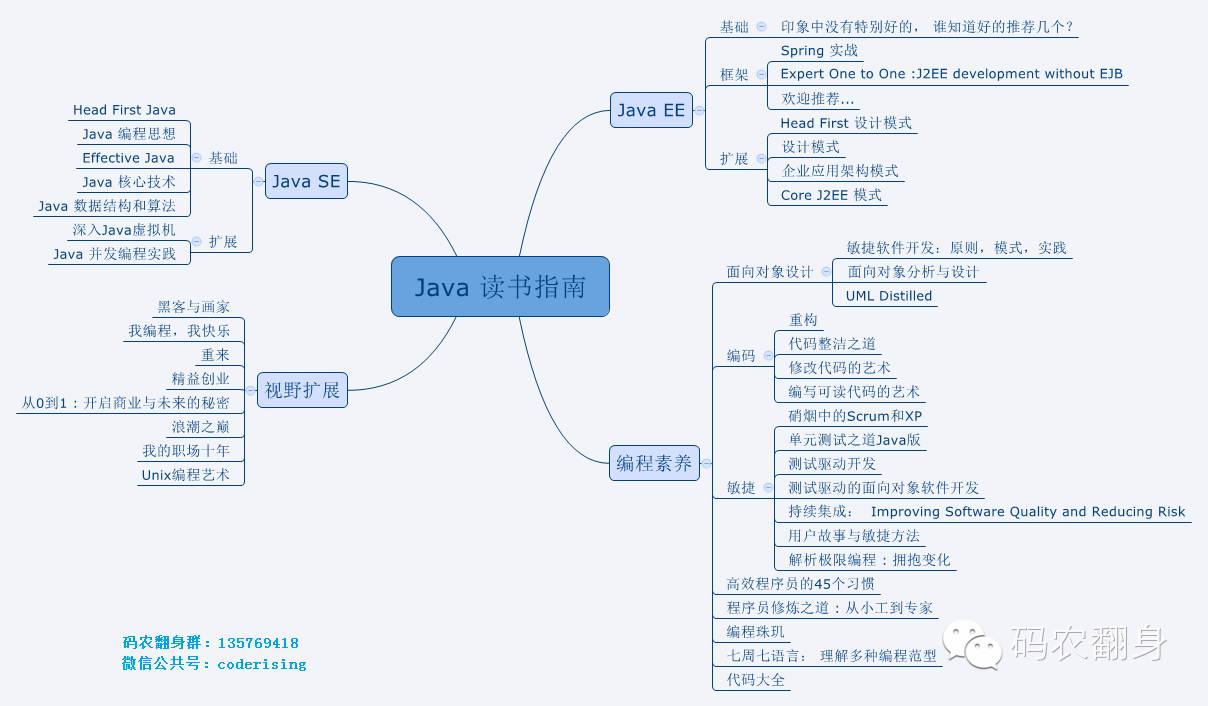 Java 读书指南
Java SE
基础
Head First Java
Java 编程思想
Effective Java
Java 核心技术
Java 数据结构和算法
扩展
深入Java虚拟机
Java 并发编程实践
视野扩展
黑客与画家
我编程，我快乐
重来
精益创业
从0到1：开启商业与未来的秘密
浪潮之巅
我的职场十年
Unix编程艺术
Java EE
基础
印象中没有特别好的， 谁知道好的推荐几个?
框架
Spring 实战
Expert One to One :J2EE development without EJB
欢迎推荐...
扩展
Head First 设计模式
设计模式
企业应用架构模式
Core J2EE 模式
编程素养
面向对象设计
敏捷软件开发：原则，模式，实践
面向对象分析与设计
UML Distilled
编码
重构
代码整洁之道
修改代码的艺术
编写可读代码的艺术
敏捷
硝烟中的Scrum和XP
单元测试之道Java版
测试驱动开发
测试驱动的面向对象软件开发
持续集成： Improving Software Quality and Reducing Risk
用户故事与敏捷方法
解析极限编程：拥抱变化
高效程序员的45个习惯
程序员修炼之道：从小工到专家
编程珠玑
七周七语言： 理解多种编程范型
代码大全
码农翻身群：135769418
微信公共号：coderising
码农翻身